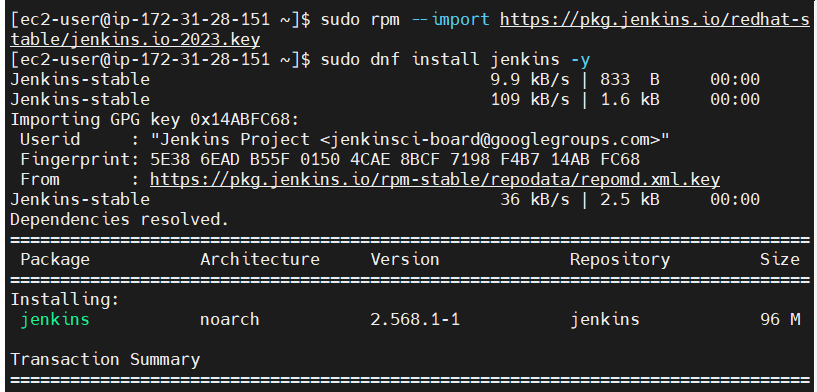 [ec2-user@ip-172-31-28-151 ~]$ sudo rpm --import https://pkg.jenkins.io/redhat-s
table/jenkins.io-2023.key
[ec2-user@ip-172-31-28-151 ~]$ sudo dnf install jenkins -y
Jenkins-stable 9.9 kB/s | 833 B 00:00
Jenkins-stable 109 kB/s | 1.6 kB 00:00
Importing GPG key 0x14ABFC68:
Userid : "Jenkins Project <jenkinsci-board@googlegroups.com>"
Fingerprint: 5E38 6EAD B55F 0150 4CAE 8BCF 7198 F4B7 14AB FC68
From : https://pkg.jenkins.io/rpm-stable/repodata/repomd.xml.key
Jenkins-stable 36 kB/s | 2.5 kB 00:00
Dependencies resolved.
================================================================================
Package Architecture Version Repository Size
================================================================================
Installing:
jenkins noarch 2.568.1-1 jenkins 96 M
Transaction Summary
================================================================================